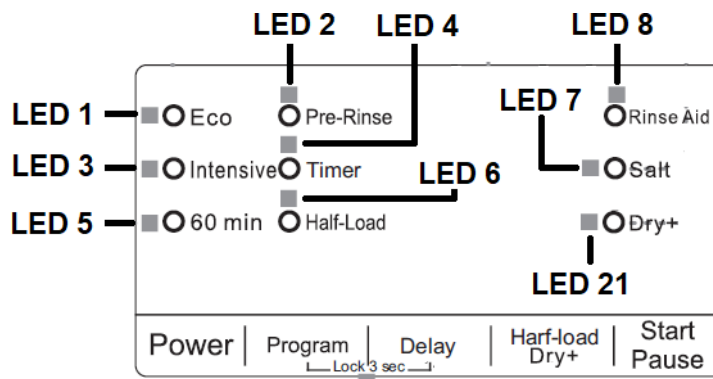 LED 2
LED 4
LED 8
LED 1
Eco
Pre-Rinse
LED 7
Rinse Aid
LED 3
Intensive
Timer
LED 6
Salt
LED 5
60 min
Half-Load
Dry+
LED 21
Power
Program
Delay
Harf-load
Dry+
Start
Pause
Lock 3 sec